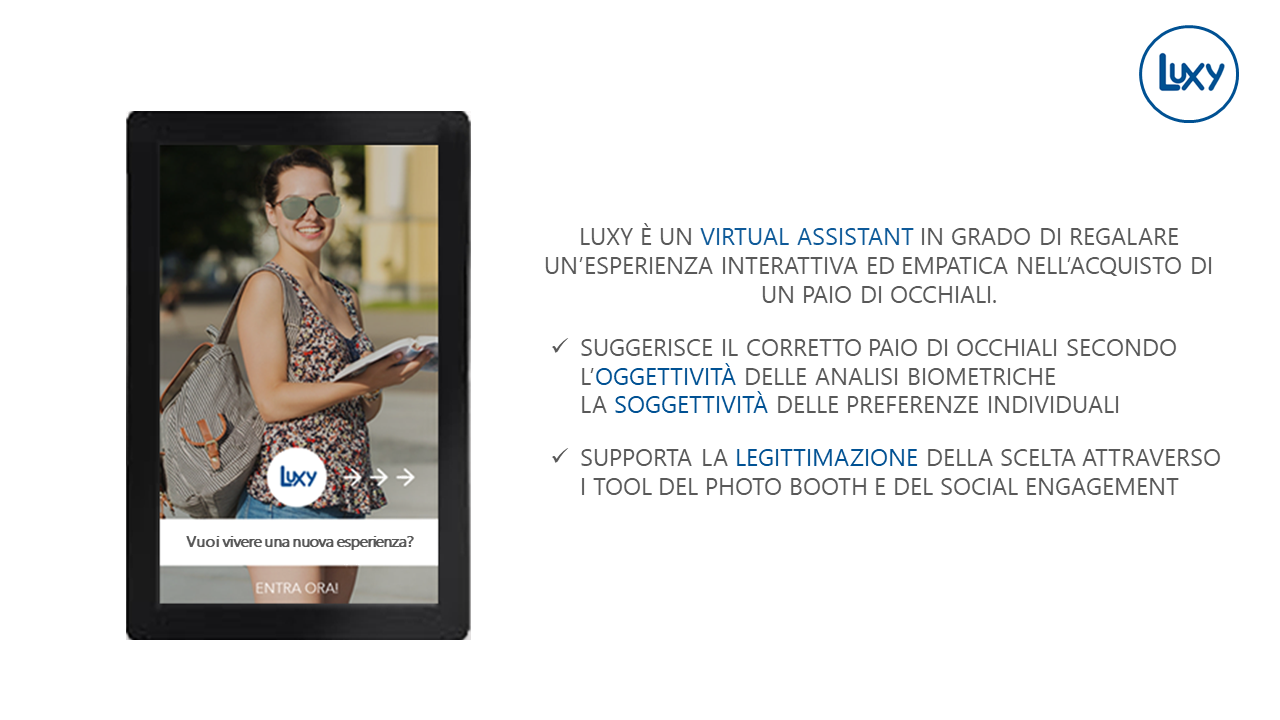 LUXY
LUXY È UN VIRTUAL ASSISTANT IN GRADO DI REGALARE
UN’ESPERIENZA INTERATTIVA ED EMPATICA NELL’ACQUISTO DI
UN PAIO DI OCCHIALI.
✓ SUGGERISCE IL CORRETTO PAIO DI OCCHIALI SECONDO
L’OGGETTIVITÀ DELLE ANALISI BIOMETRICHE
LA SOGGETTIVITÀ DELLE PREFERENZE INDIVIDUALI
✓ SUPPORTA LA LEGITTIMAZIONE DELLA SCELTA ATTRAVERSO
I TOOL DEL PHOTO BOOTH E DEL SOCIAL ENGAGEMENT
LUXY
Vuoi vivere una nuova esperienza?
ENTRA ORA!